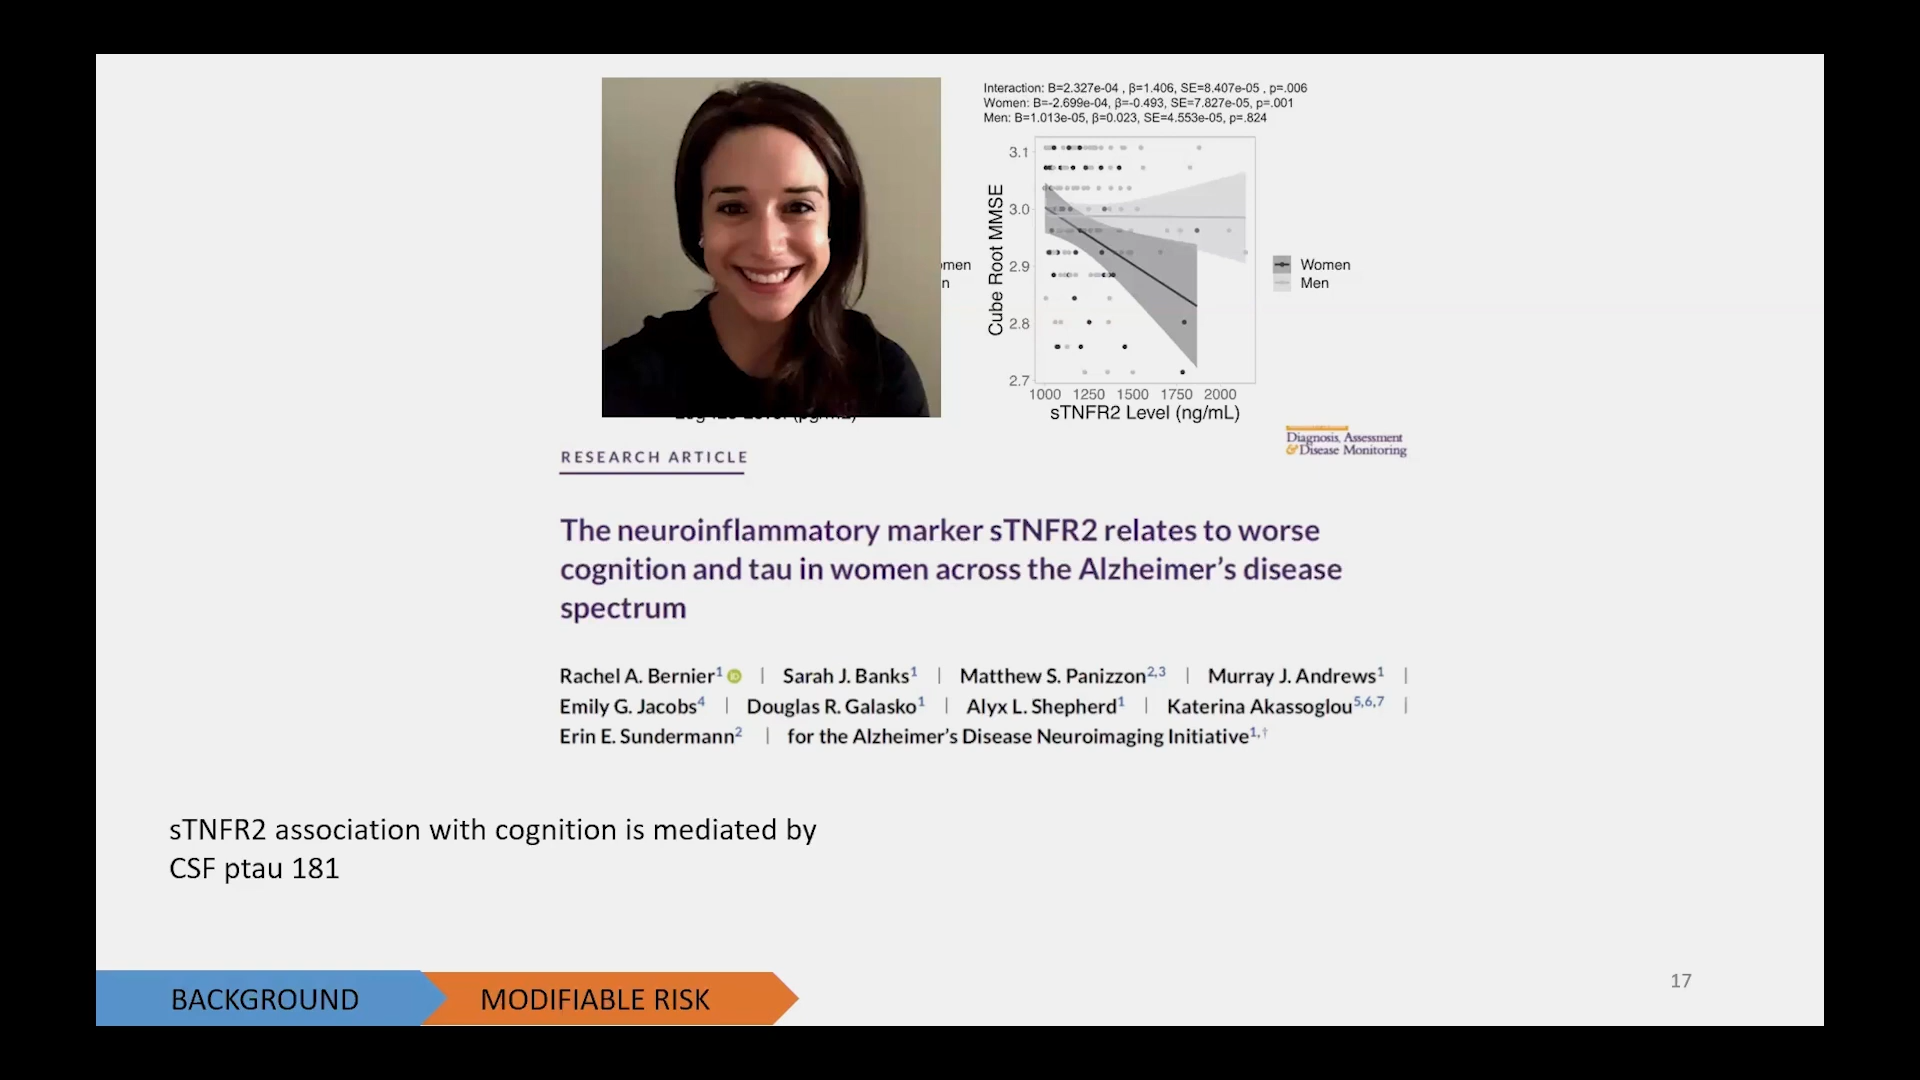 Interaction: B=2.327e-04 , β=1.406, SE=8.407e-05 , p=.006
Women: B=-2.699e-04, β=-0.493, SE=7.827e-05, p=.001
Men: B=1.013e-05, β=0.023, SE=4.553e-05, p=.824
3.1
3.0
2.9
2.8
2.7
Cube Root MMSE
1000 1250 1500 1750 2000
sTNFR2 Level (ng/mL)
Women
Men
Diagnosis, Assessment
& Disease Monitoring
RESEARCH ARTICLE
The neuroinflammatory marker sTNFR2 relates to worse
cognition and tau in women across the Alzheimer’s disease
spectrum
Rachel A. Bernier1 iD | Sarah J. Banks1 | Matthew S. Panizzon2,3 | Murray J. Andrews1 |
Emily G. Jacobs4 | Douglas R. Galasko1 | Alyx L. Shepherd1 | Katerina Akassoglou5,6,7 |
Erin E. Sundermann2 | for the Alzheimer’s Disease Neuroimaging Initiative1,†
sTNFR2 association with cognition is mediated by
CSF ptau 181
BACKGROUND
MODIFIABLE RISK
17